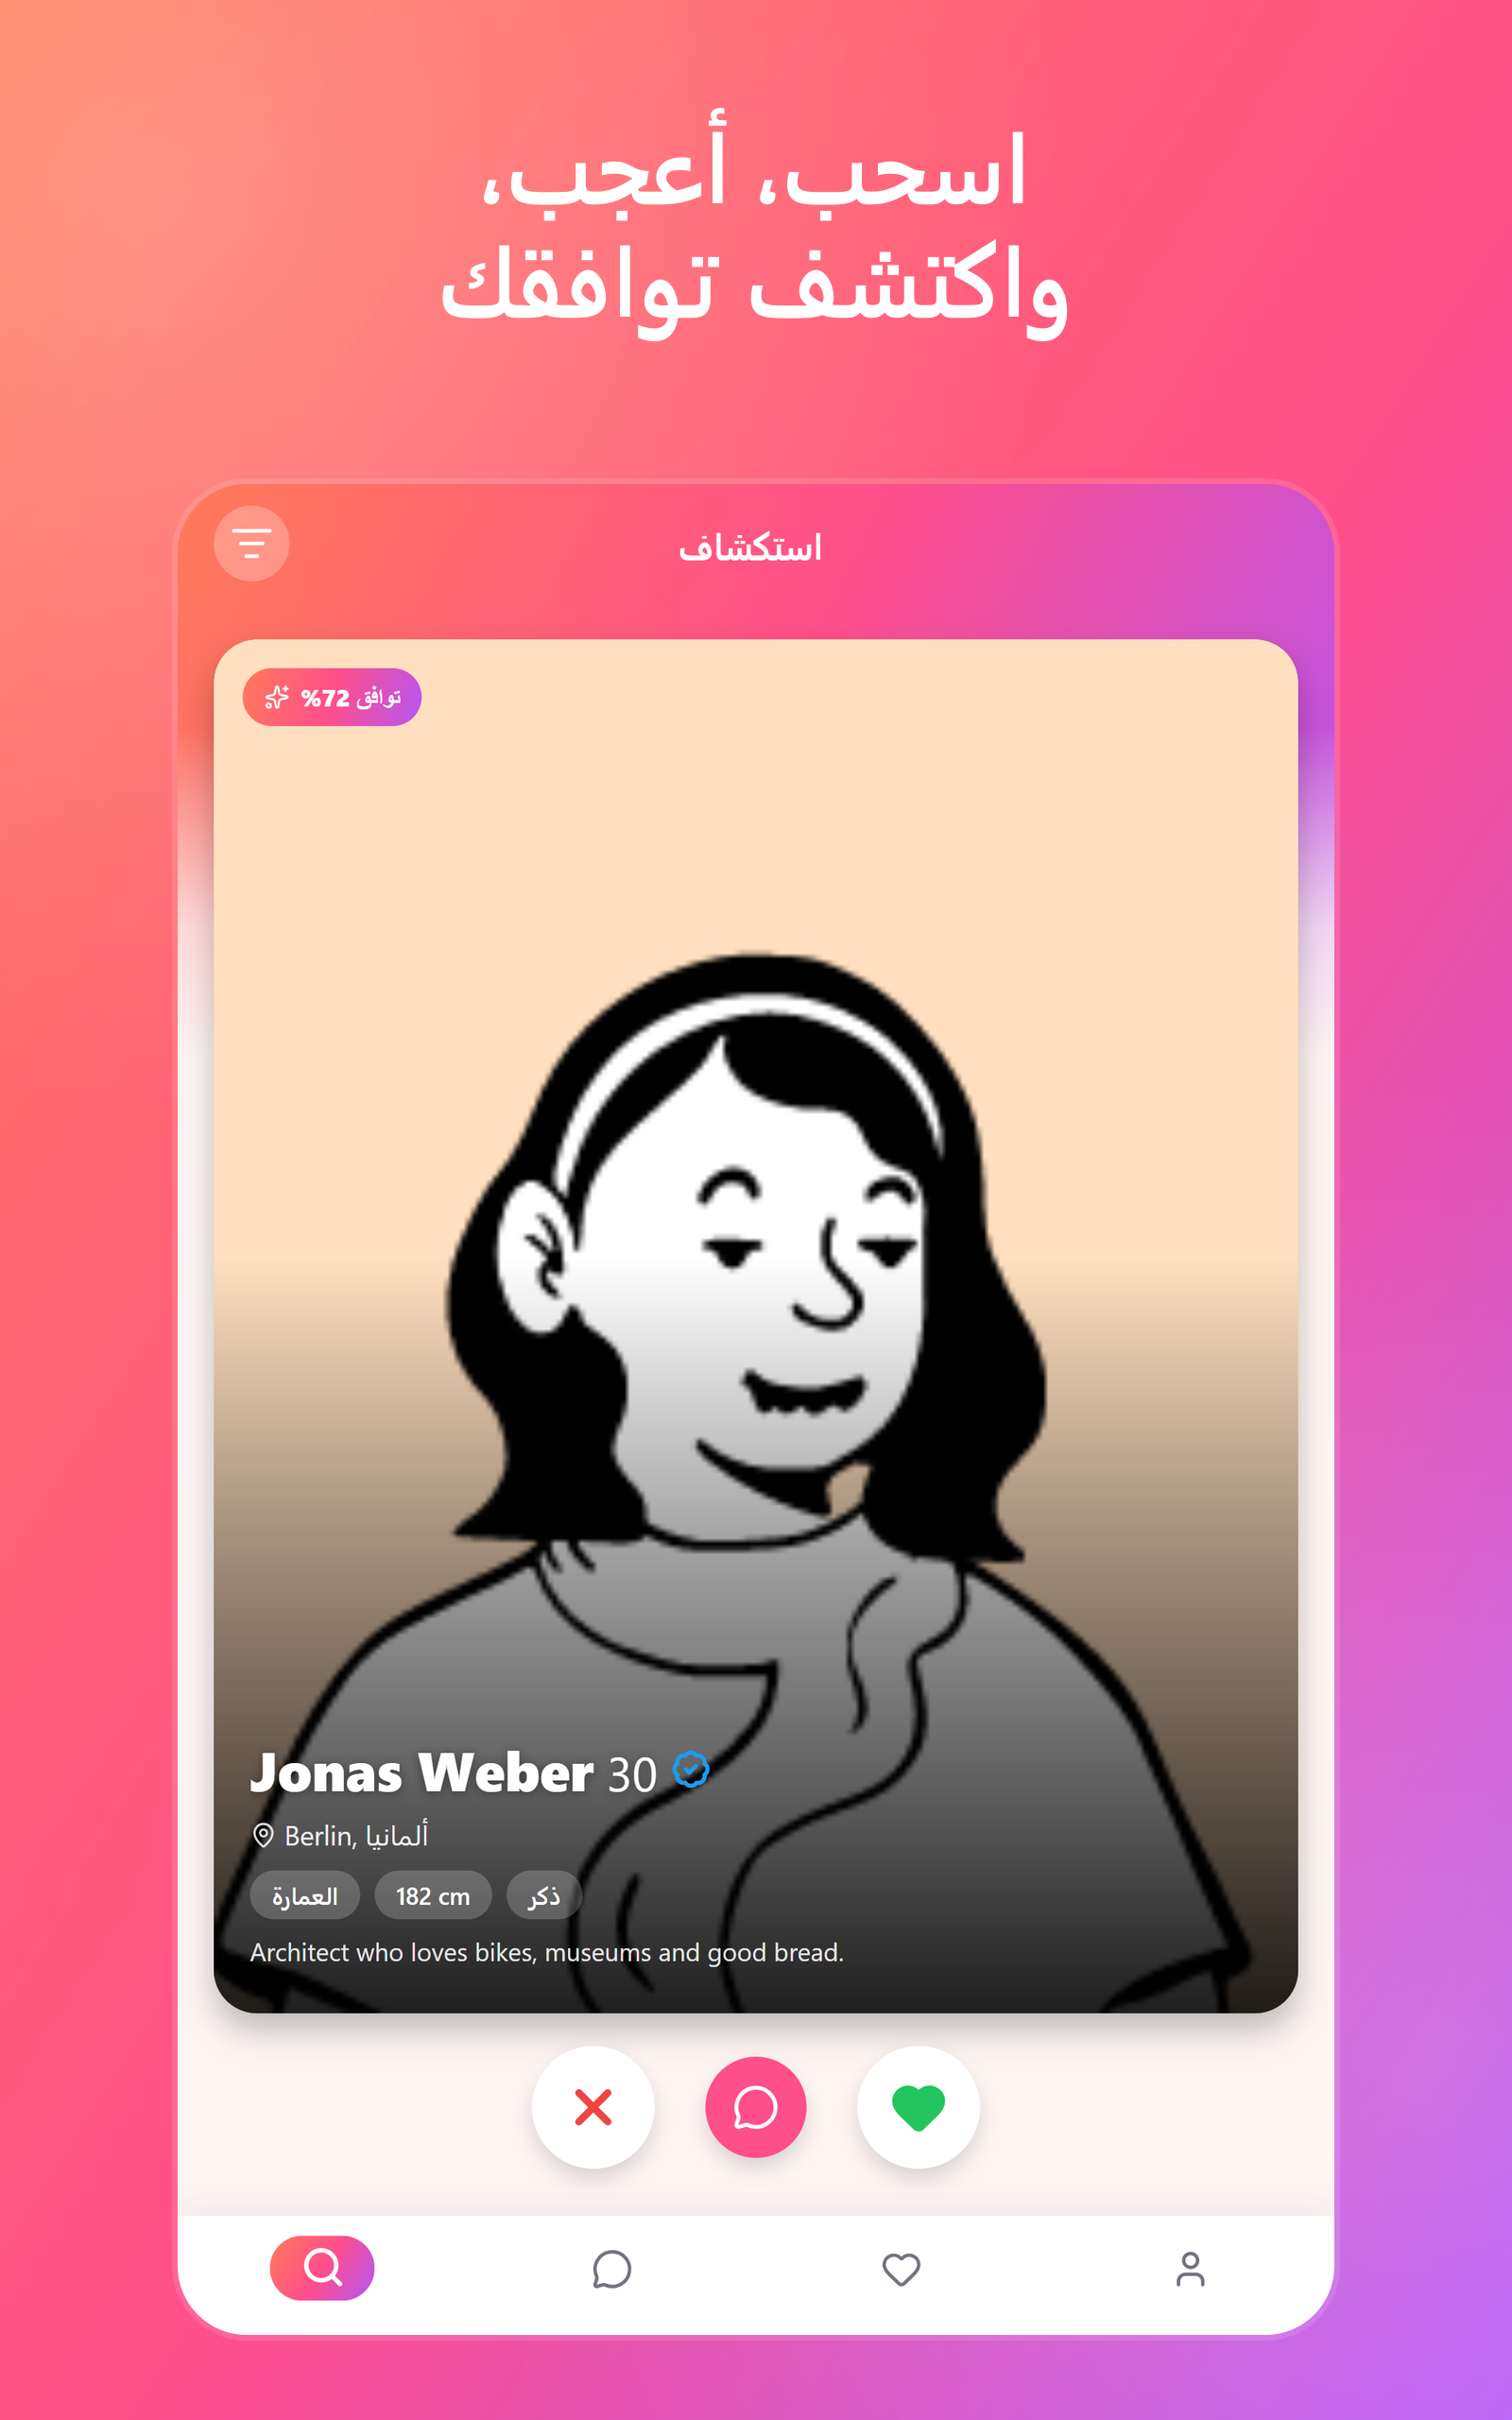 اسحب، أعجب،
واكتشف توافقك
استكشاف
توافق 72%
Jonas Weber 30
Berlin, ألمانيا
العمارة 182 cm ذكر
Architect who loves bikes, museums and good bread.